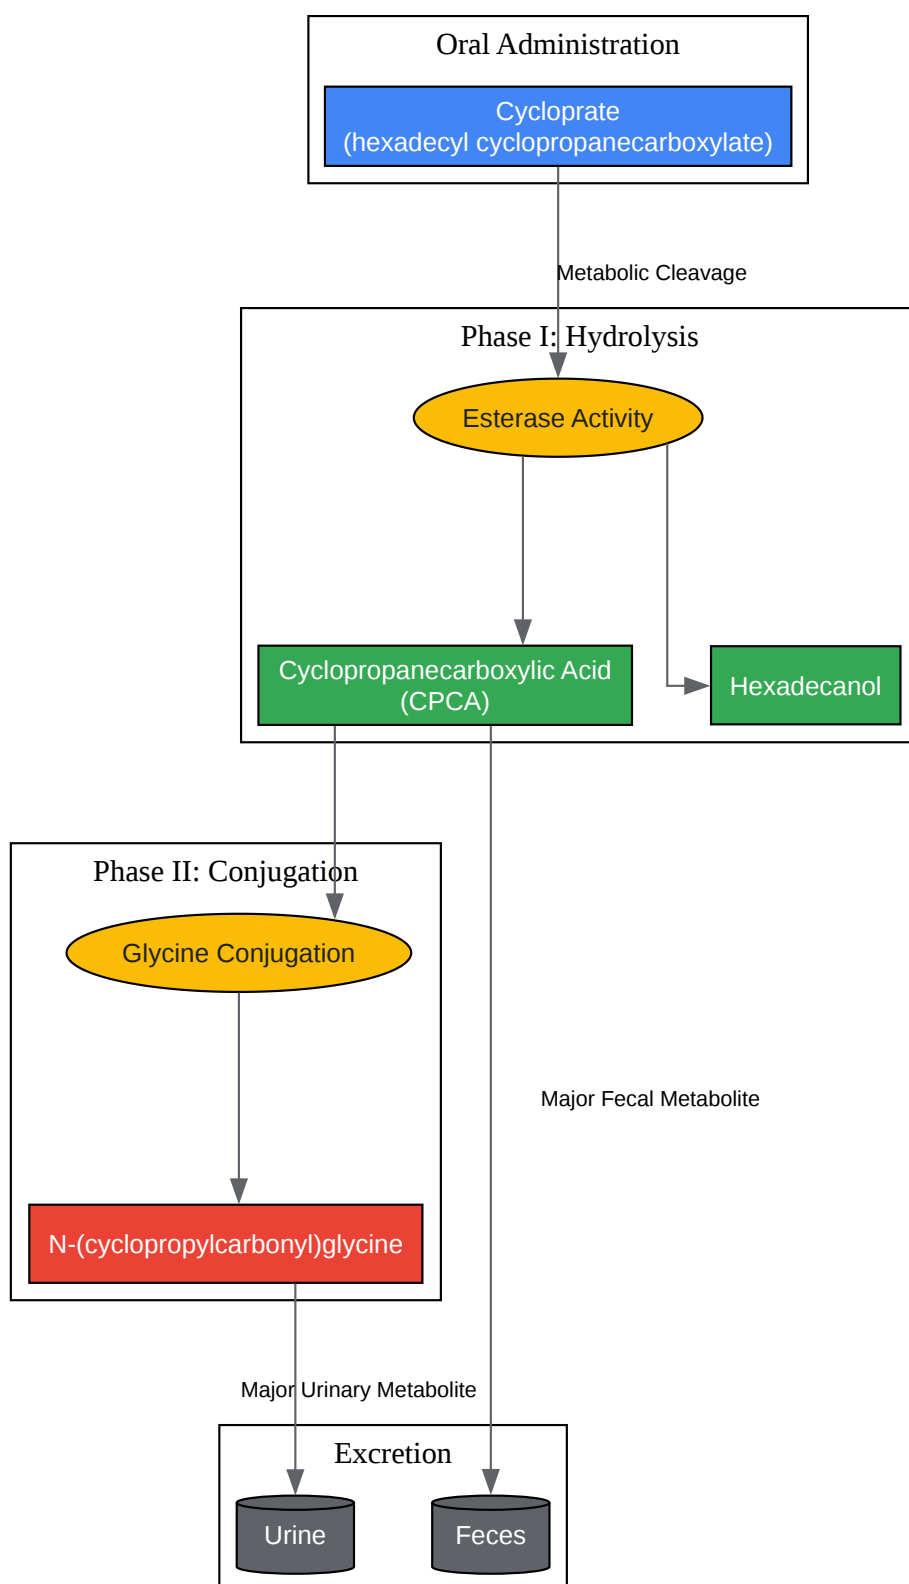 Oral Administration
Cycloprate
(hexadecyl cyclopropanecarboxylate)
Metabolic Cleavage
Phase I: Hydrolysis
Esterase Activity
Cyclopropanecarboxylic Acid
(CPCA)
Hexadecanol
Phase II: Conjugation
Glycine Conjugation
Major Fecal Metabolite
N-(cyclopropylcarbonyl)glycine
Major Urinary Metabolite
Excretion
Urine
Feces